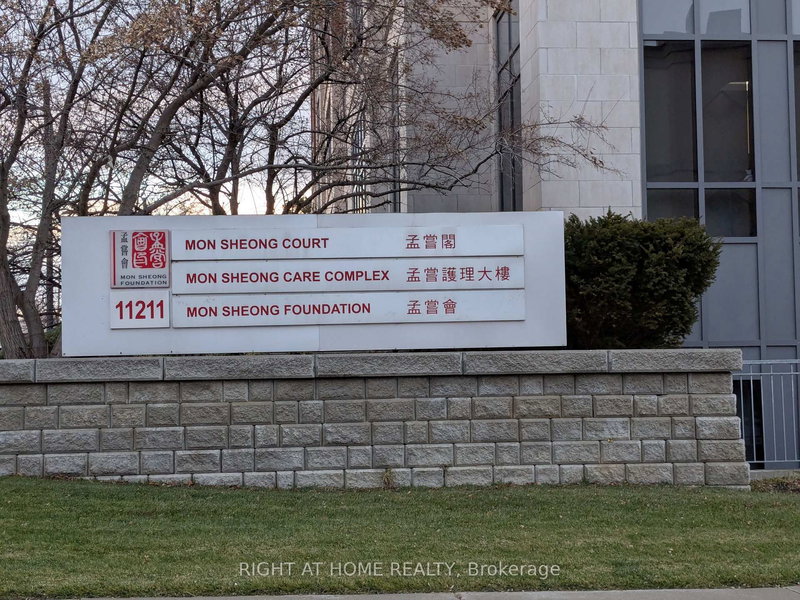 孟嘗會
MON SHEONG
FOUNDATION
11211
MON SHEONG COURT 孟嘗閣
MON SHEONG CARE COMPLEX 孟嘗護理大樓
MON SHEONG FOUNDATION 孟嘗會
RIGHT AT HOME REALTY, Brokerage